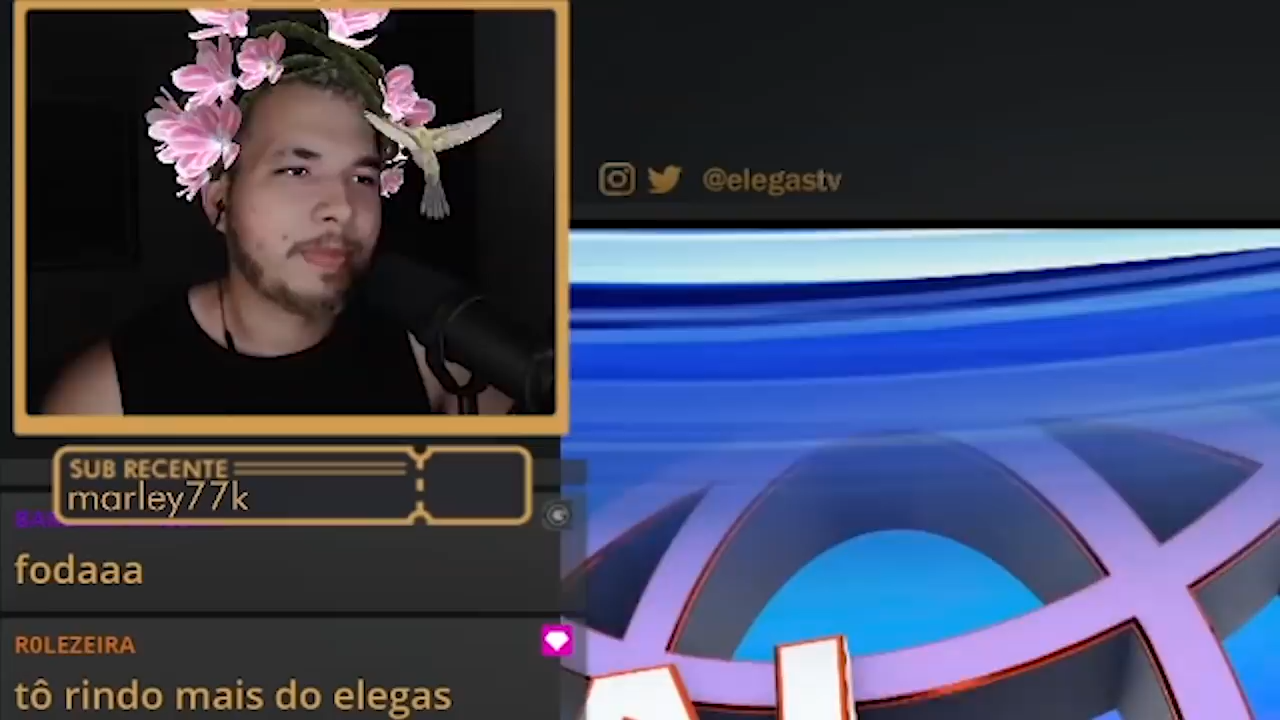 @elegastv
SUB RECENTE
marley77k
fodaaa
R0LEZEIRA
tô rindo mais do elegas